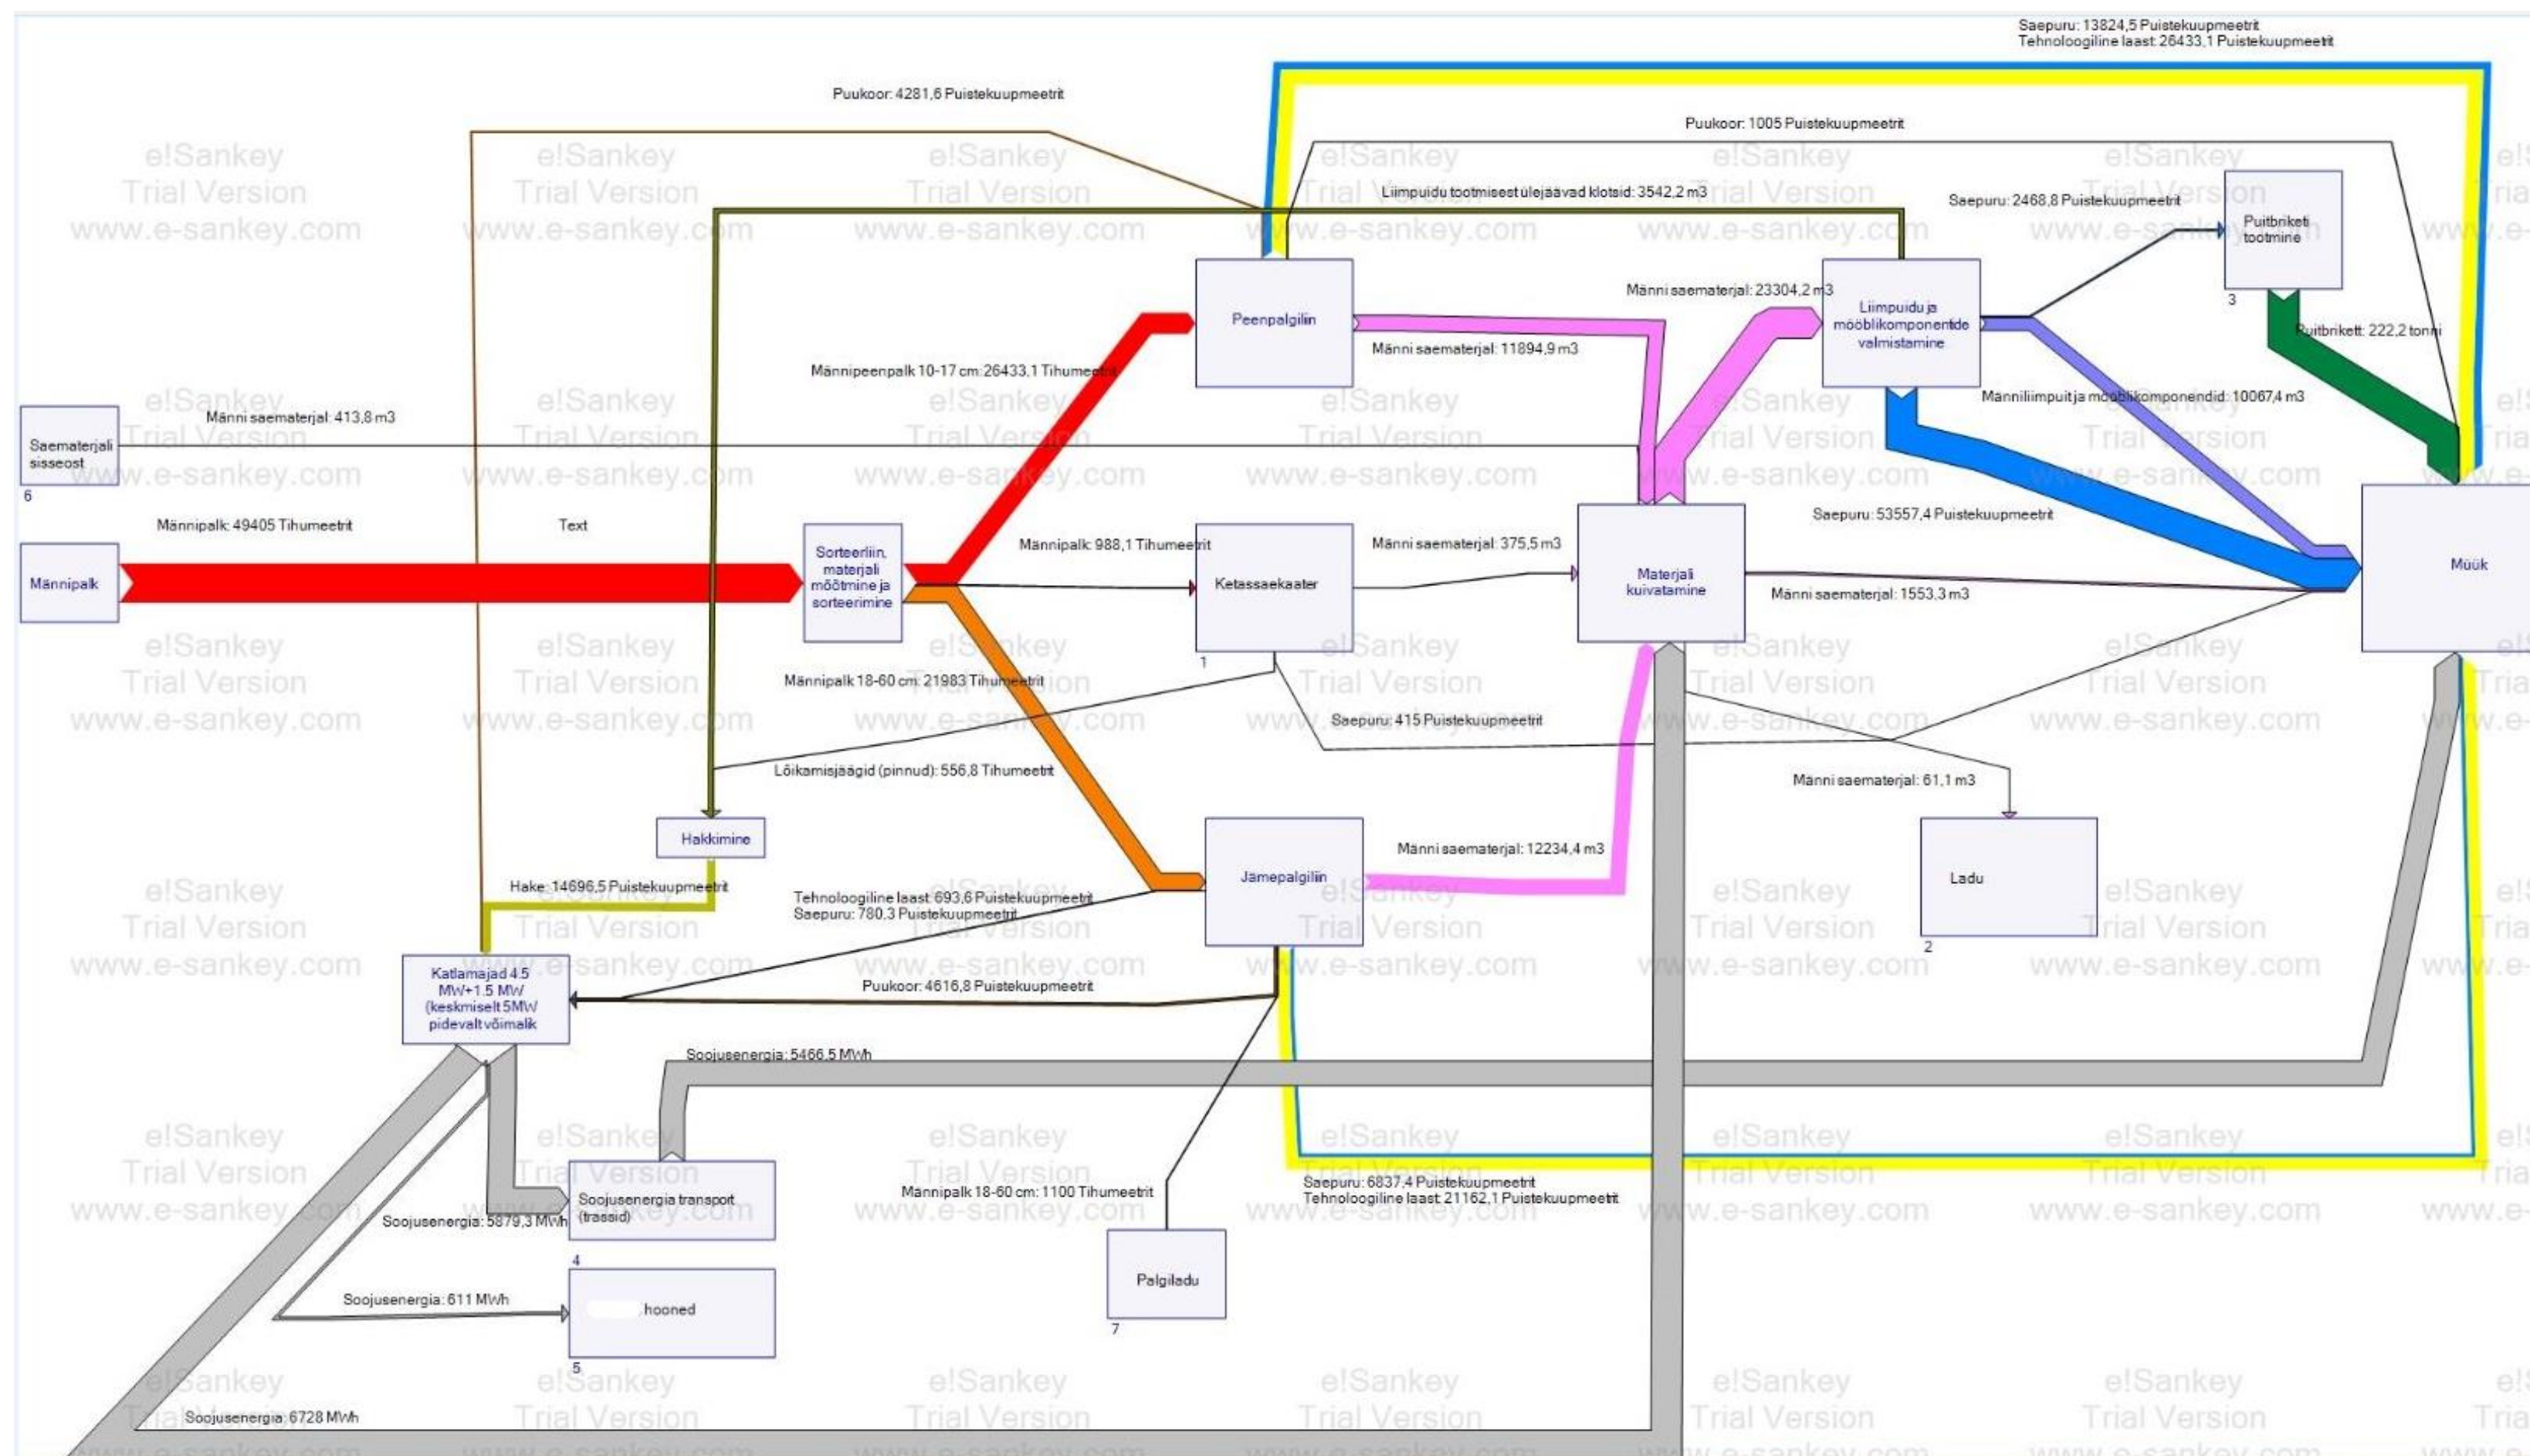 Saepuru: 13824,5 Puistekuupmeetrit
Tehnoloogiline laast: 26433,1 Puistekuupmeetrit
Puukoor: 4281,6 Puistekuupmeetrit
Puukoor: 1005 Puistekuupmeetrit
Liimpuidu tootmisest ülejäävad klotsid: 3542,2 m3
Saepuru: 2468,8 Puistekuupmeetrit
Puitbriketi
tootmine
3
Puitbrikett: 222,2 tonni
Männi saematerjal: 23304,2 m3
Liimpuidu ja
mööblikomponentide
valmistamine
Peenpalgiliin
Männi saematerjal: 11894,9 m3
Männipeenpalk 10-17 cm: 26433,1 Tihumeetrit
Männiliimpuit ja mööblikomponendid: 10067,4 m3
Saematerjali
sisseost
6
Männi saematerjal: 413,8 m3
Männipalk: 49405 Tihumeetrit
Text
Männipalk
Sorteerliin,
materjali
mõõtmine ja
sorteerimine
Männipalk: 988,1 Tihumeetrit
Ketassaekaater
1
Männi saematerjal: 375,5 m3
Materjali
kuivatamine
Saepuru: 53557,4 Puistekuupmeetrit
Männi saematerjal: 1553,3 m3
Müük
Männipalk 18-60 cm: 21983 Tihumeetrit
Saepuru: 415 Puistekuupmeetrit
Lõikamisjäägid (pinnud): 556,8 Tihumeetrit
Männi saematerjal: 61,1 m3
Hakkimine
Hake: 14696,5 Puistekuupmeetrit
Tehnoloogiline laast: 693,6 Puistekuupmeetrit
Saepuru: 780,3 Puistekuupmeetrit
Jämepalgiliin
Männi saematerjal: 12234,4 m3
Ladu
2
Katlamajad 4.5
MW+1.5 MW
(keskmiselt 5MW
pidevalt võimalik
Puukoor: 4616,8 Puistekuupmeetrit
Soojusenergia: 5466,5 MWh
Soojusenergia transport
(trassid)
4
Soojusenergia: 5879,3 MWh
Männipalk 18-60 cm: 1100 Tihumeetrit
Saepuru: 6837,4 Puistekuupmeetrit
Tehnoloogiline laast: 21162,1 Puistekuupmeetrit
Palgiladu
7
Soojusenergia: 611 MWh
hooned
5
Soojusenergia: 6728 MWh
e!Sankey
Trial Version
www.e-sankey.com